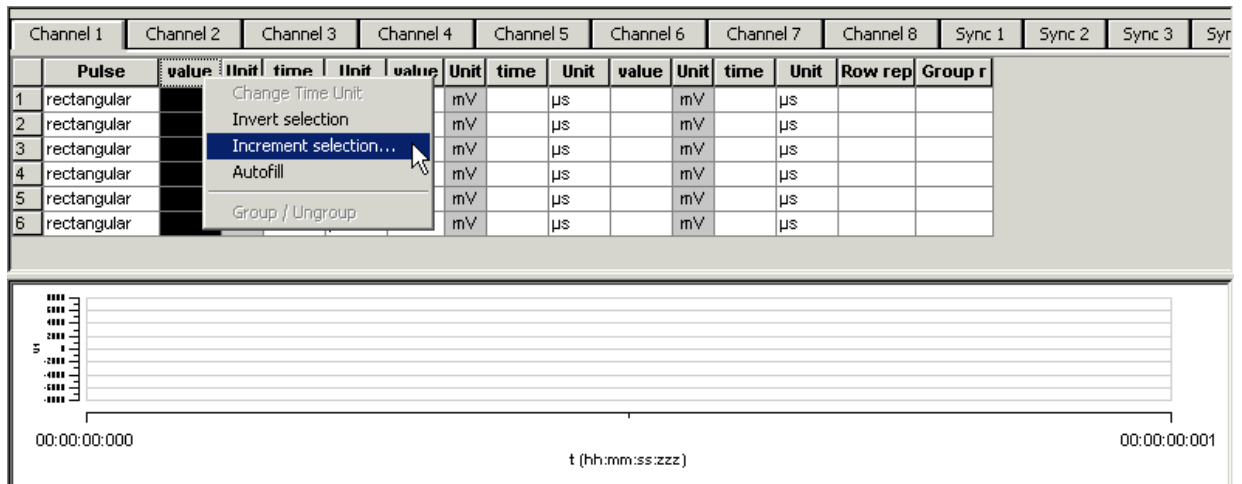 Channel 1 Channel 2 Channel 3 Channel 4 Channel 5 Channel 6 Channel 7 Channel 8 Sync 1 Sync 2 Sync 3 Syn
Pulse value Unit time Unit value Unit time Unit value Unit time Unit Row rep Group r
1 rectangular mV µs mV µs
2 rectangular mV µs mV µs
3 rectangular mV µs mV µs
4 rectangular mV µs mV µs
5 rectangular mV µs mV µs
6 rectangular mV µs mV µs
Change Time Unit
Invert selection
Increment selection...
Autofill
Group / Ungroup
00:00:00:000 00:00:00:001
t (hh:mm:ss:zzz)